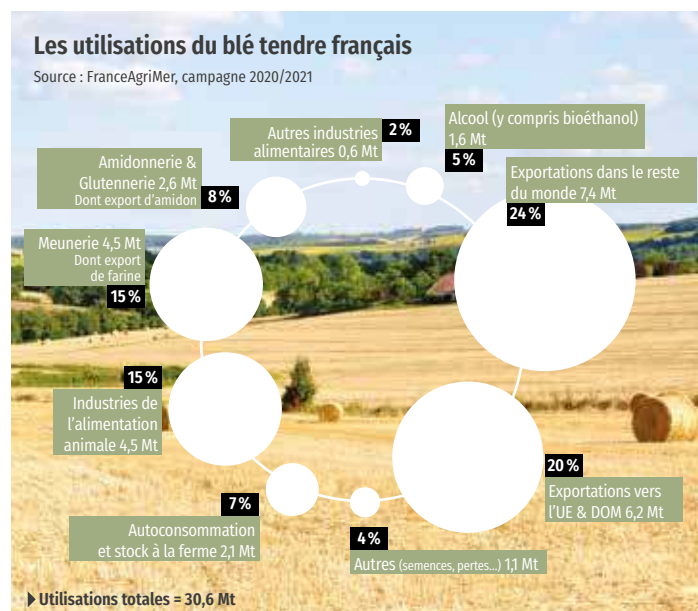 Les utilisations du blé tendre français
Source : FranceAgriMer, campagne 2020/2021
Autres industries
alimentaires 0,6 Mt
2 %
Alcool (y compris bioéthanol)
1,6 Mt
5 %
Exportations dans le reste
du monde 7,4 Mt
24 %
Amidonnerie &
Glutennerie 2,6 Mt
Dont export d'amidon
8 %
Meunerie 4,5 Mt
Dont export
de farine
15 %
15 %
Industries de
l'alimentation
animale 4,5 Mt
20 %
Exportations vers
l'UE & DOM 6,2 Mt
7 %
Autoconsommation
et stock à la ferme 2,1 Mt
4 %
Autres (semences, pertes...) 1,1 Mt
Utilisations totales = 30,6 Mt